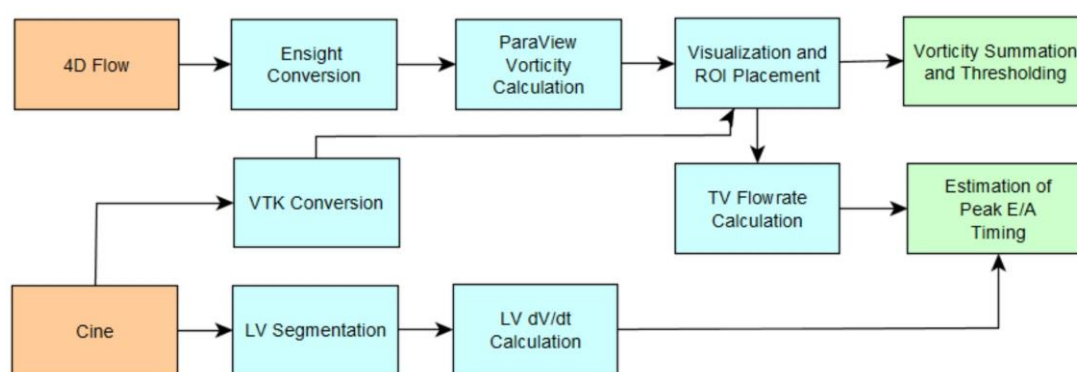 4D Flow
Ensight
Conversion
ParaView
Vorticity
Calculation
Visualization and
ROI Placement
Vorticity Summation
and Thresholding
VTK Conversion
TV Flowrate
Calculation
Estimation of
Peak E/A
Timing
Cine
LV Segmentation
LV dV/dt
Calculation